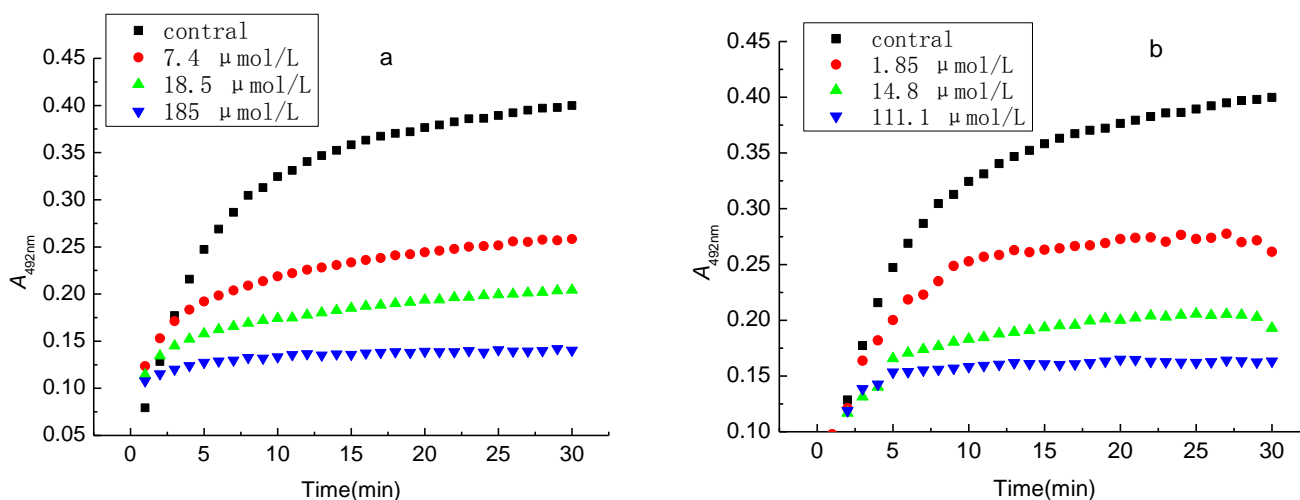 contral
7.4 μmol/L
18.5 μmol/L
185 μmol/L
a
0.45
0.40
0.35
0.30
0.25
0.20
0.15
0.10
0.05
A492nm
0 5 10 15 20 25 30
Time(min)
contral
1.85 μmol/L
14.8 μmol/L
111.1 μmol/L
b
0.45
0.40
0.35
0.30
0.25
0.20
0.15
0.10
A492nm
0 5 10 15 20 25 30
Time(min)